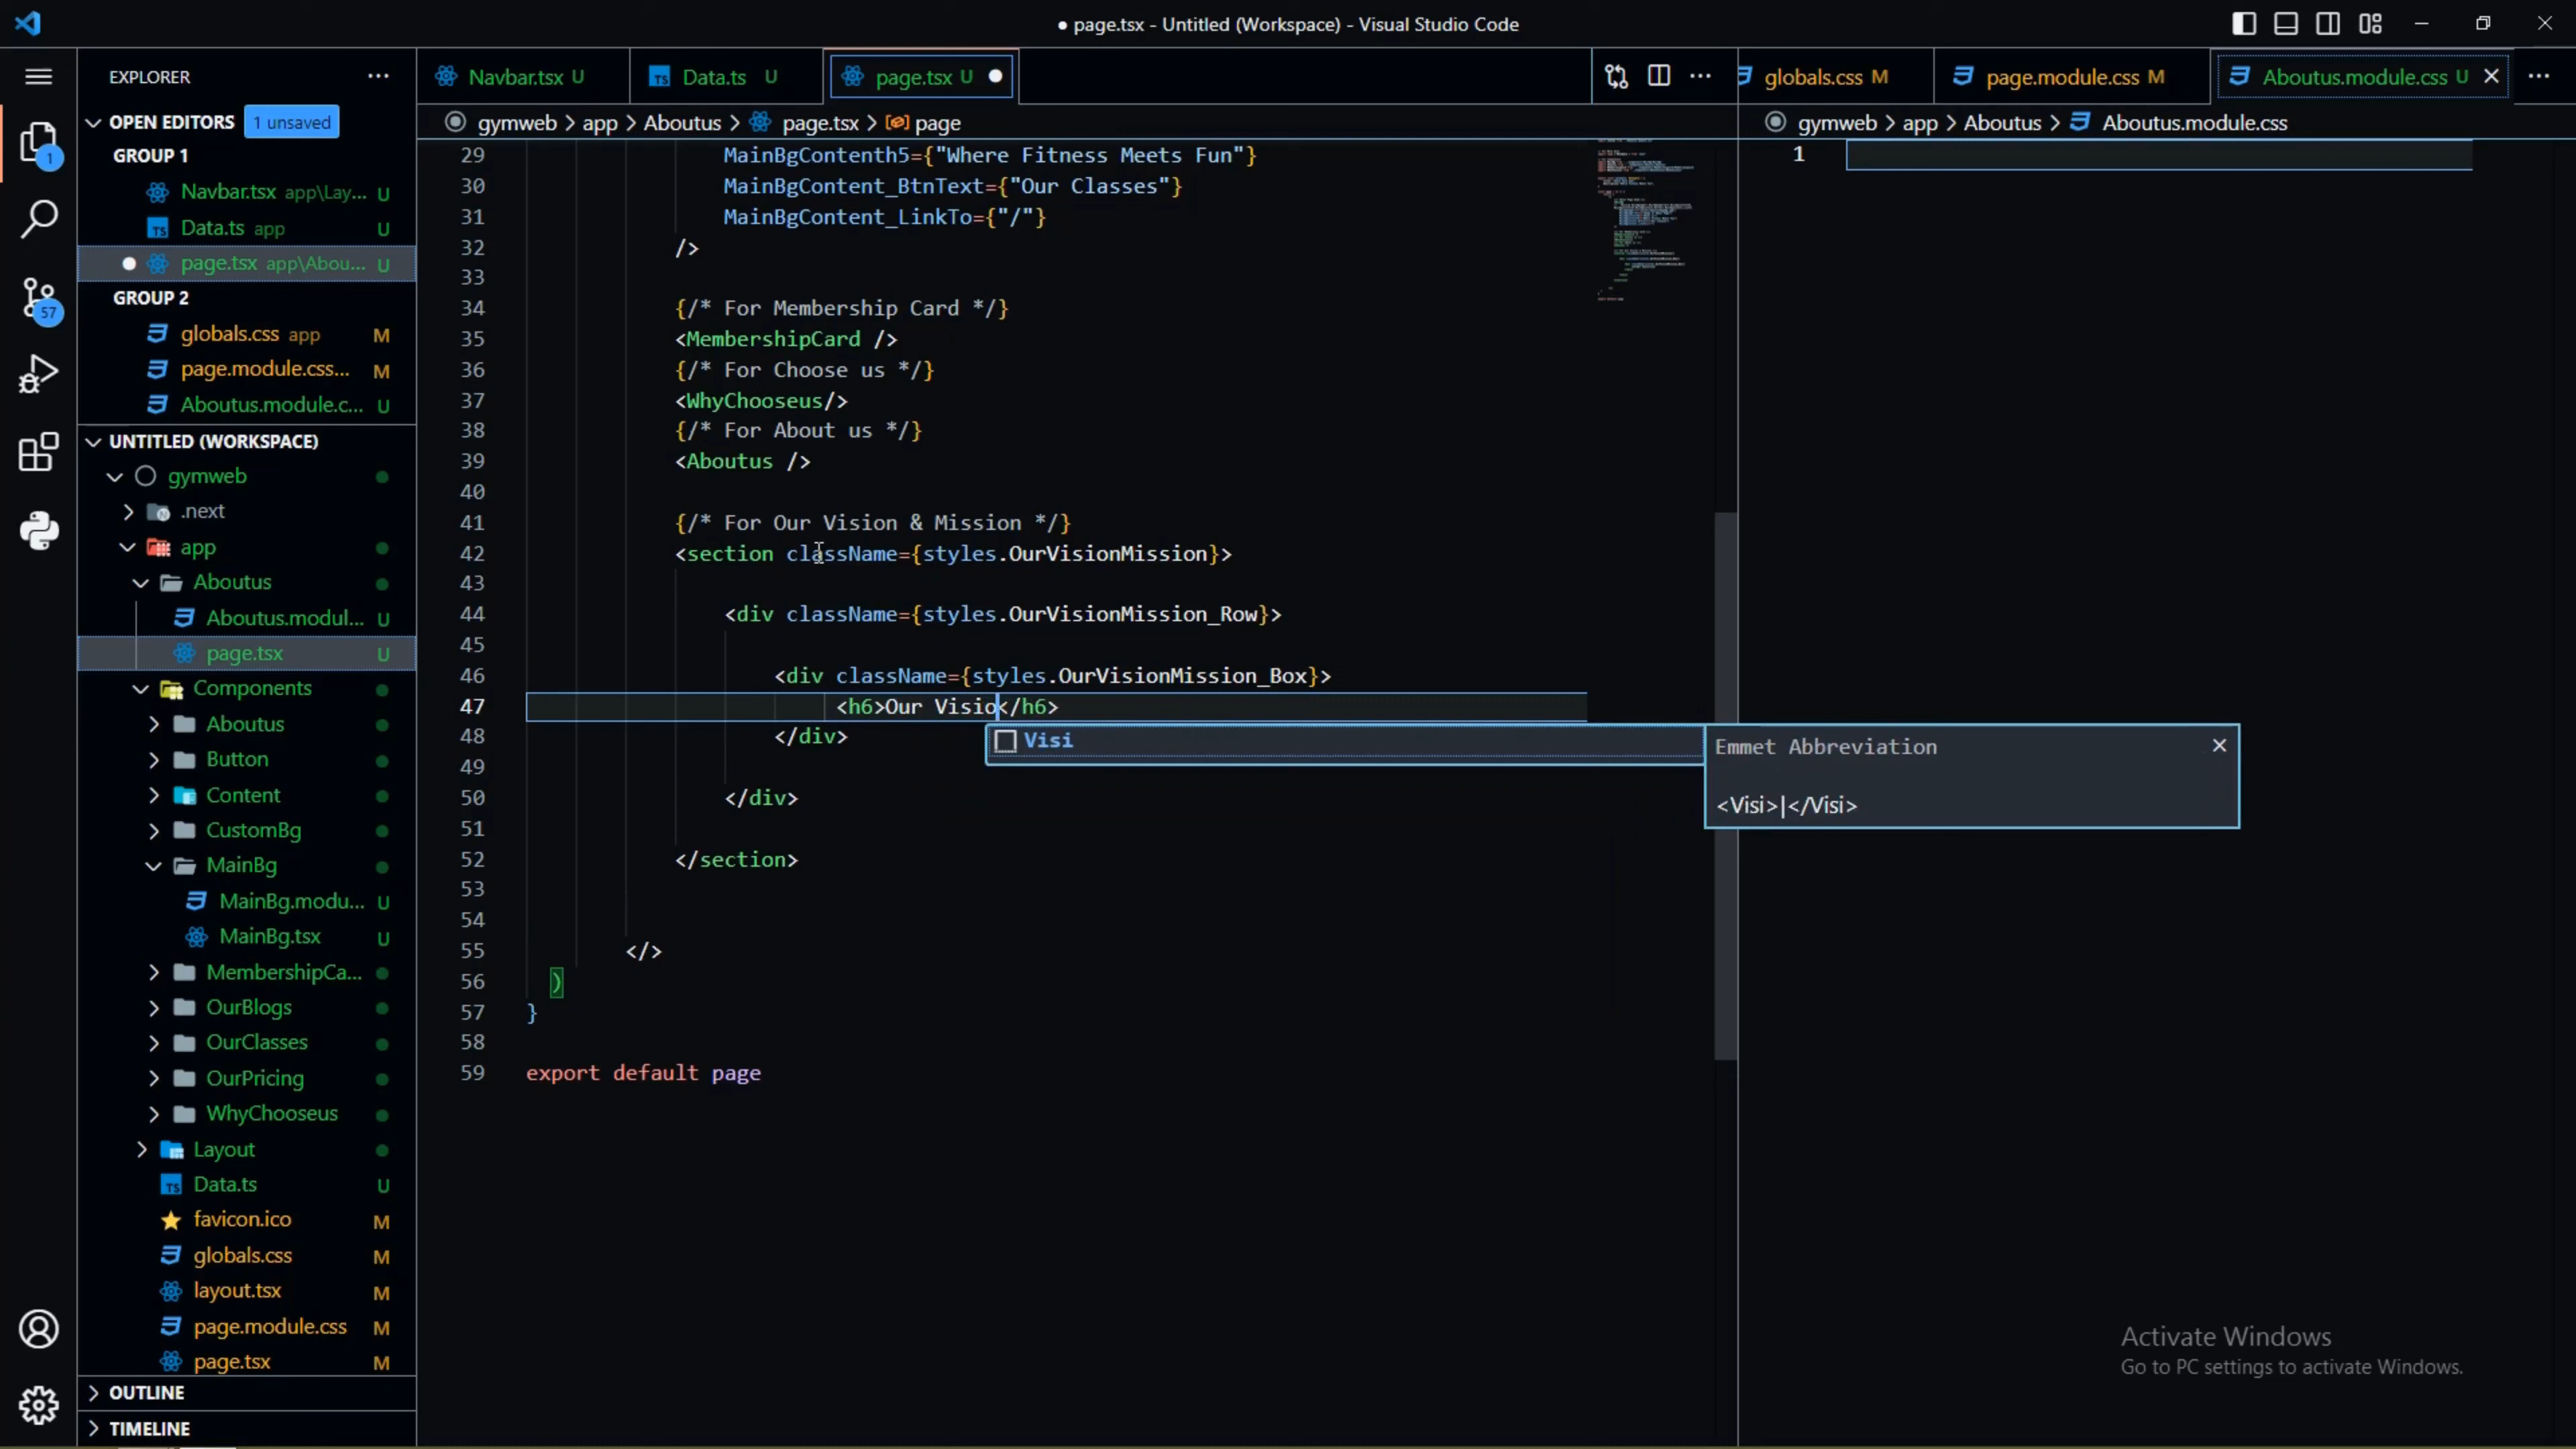 page.tsx - Untitled (Workspace) - Visual Studio Code
EXPLORER
OPEN EDITORS 1 unsaved
GROUP 1
Navbar.tsx app\Lay... U
Data.ts app U
page.tsx app\Abou... U
GROUP 2
globals.css app M
page.module.css... M
Aboutus.module.c... U
UNTITLED (WORKSPACE)
gymweb
.next
app
Aboutus
Aboutus.modul... U
page.tsx U
Components
Aboutus
Button
Content
CustomBg
MainBg
MainBg.modu... U
MainBg.tsx U
MembershipCa...
OurBlogs
OurClasses
OurPricing
WhyChooseus
Layout
Data.ts U
favicon.ico M
globals.css M
layout.tsx M
page.module.css M
page.tsx M
OUTLINE
TIMELINE
1
57
Navbar.tsx U
Data.ts U
page.tsx U
gymweb > app > Aboutus > page.tsx > page
29 MainBgContenth5={"Where Fitness Meets Fun"}
30 MainBgContent_BtnText={"Our Classes"}
31 MainBgContent_LinkTo={"/"}
32 />
33
34 {/* For Membership Card */}
35 <MembershipCard />
36 {/* For Choose us */}
37 <WhyChooseus/>
38 {/* For About us */}
39 <Aboutus />
40
41 {/* For Our Vision & Mission */}
42 <section className={styles.OurVisionMission}>
43
44 <div className={styles.OurVisionMission_Row}>
45
46 <div className={styles.OurVisionMission_Box}>
47 <h6>Our Visio</h6>
48 </div>
49
50 </div>
51
52 </section>
53
54
55 </>
56 )
57 }
58
59 export default page
Visi
Emmet Abbreviation
<Visi>|</Visi>
globals.css M
page.module.css M
Aboutus.module.css U
gymweb > app > Aboutus > Aboutus.module.css
1
Activate Windows
Go to PC settings to activate Windows.